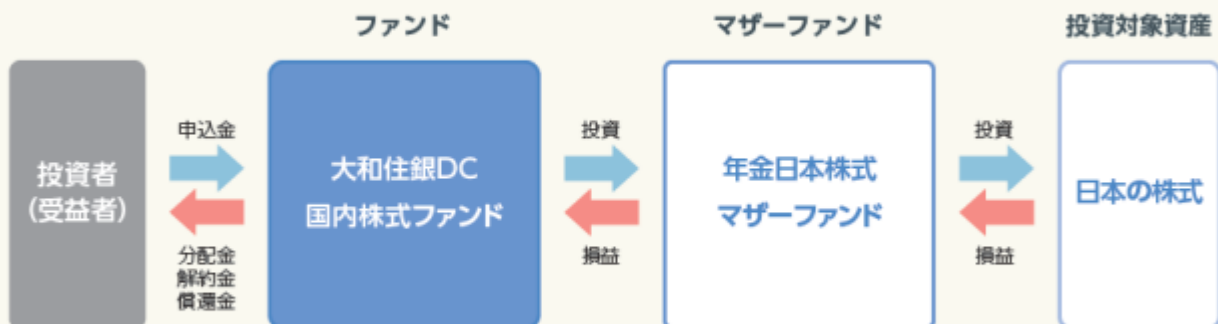 ファンド
マザーファンド
投資対象資産
投資者
(受益者)
申込金
分配金
解約金
償還金
大和住銀DC
国内株式ファンド
投資
損益
年金日本株式
マザーファンド
投資
損益
日本の株式